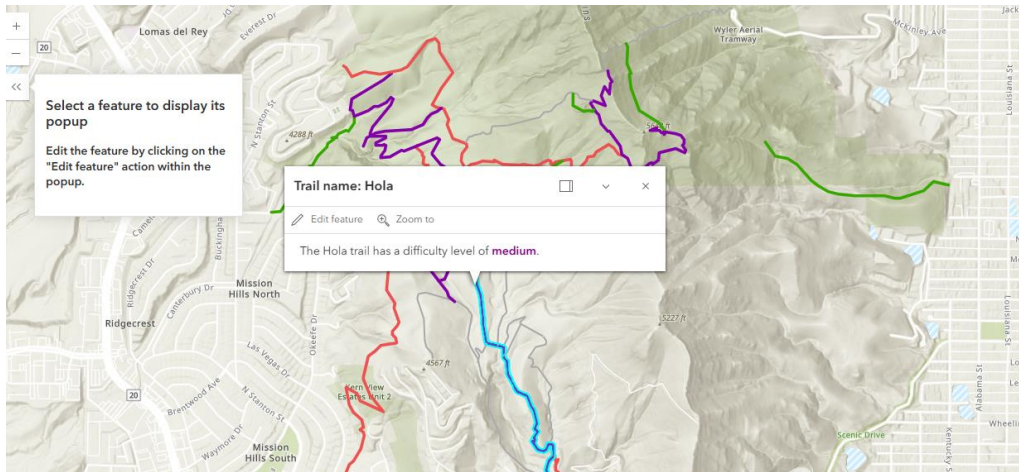 +
−
Select a feature to display its
popup
Edit the feature by clicking on the
"Edit feature" action within the
popup.
Lomas del Rey
Everest Dr
20
N Stanton St
4288 ft
Wyler Aerial
Tramway
McKinley Ave
Jack
Louisiana St
Trail name: Hola
Edit feature
Zoom to
The Hola trail has a difficulty level of medium.
Ridgecrest Dr
Canterbury Dr
Mission
Hills North
Ridgecrest
Okeefe Dr
Las Vegas Dr
5227 ft
4567 ft
Louisiana St
20
Brentwood Ave
N Stanton St
Kern View
Estates Unit 2
Alabama St
Waymore Dr
Mission
Hills South
Scenic Drive
Kentucky S
Wheelin